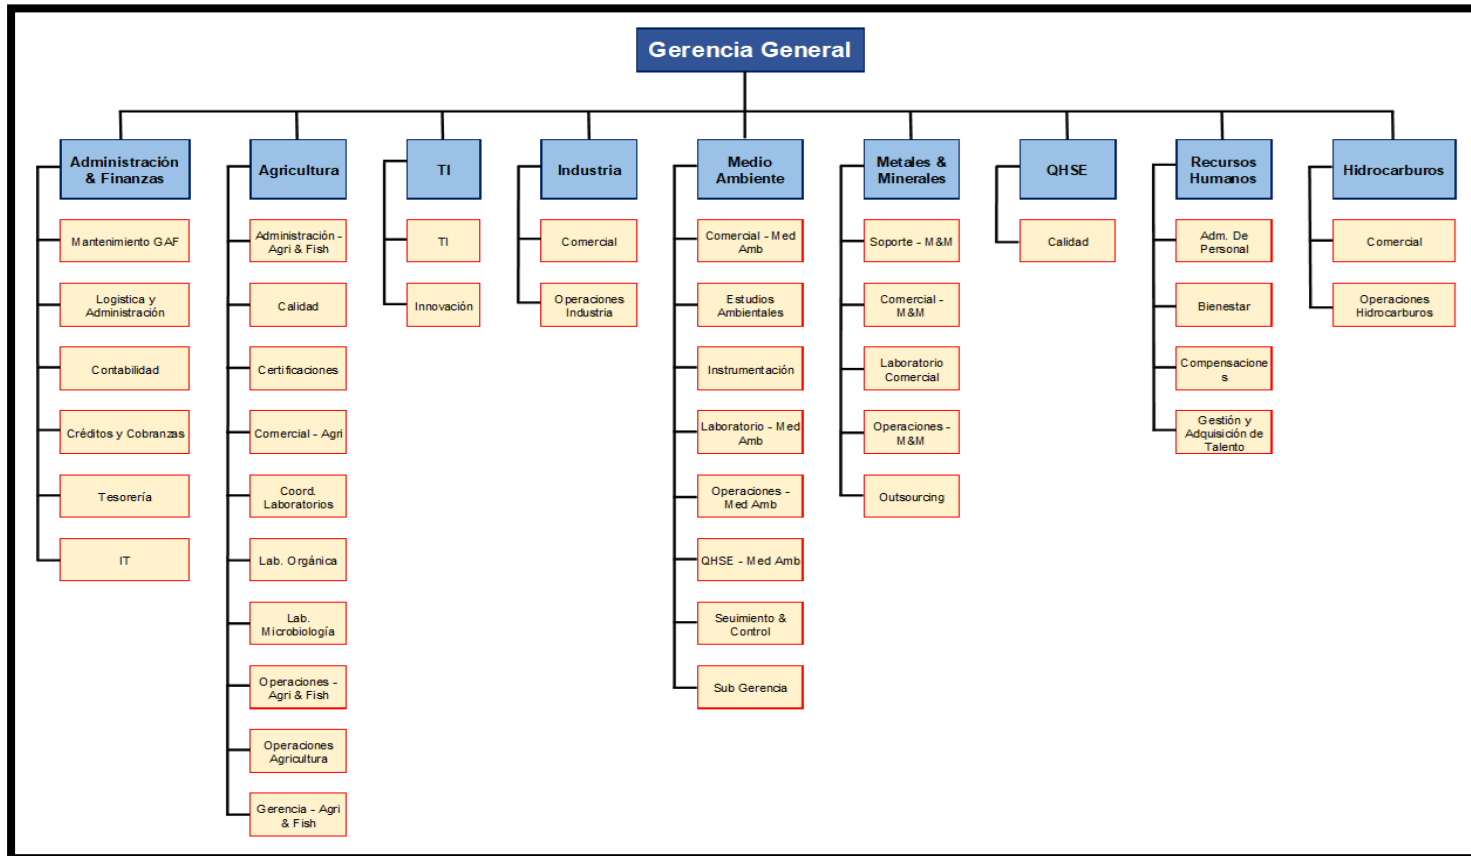 Gerencia General
Administración
& Finanzas
Mantenimiento GAF
Logistica y
Administración
Contabilidad
Créditos y Cobranzas
Tesorería
IT
Agricultura
Administración -
Agri & Fish
Calidad
Certificaciones
Comercial - Agri
Coord.
Laboratorios
Lab. Orgánica
Lab.
Microbiología
Operaciones -
Agri & Fish
Operaciones
Agricultura
Gerencia - Agri
& Fish
TI
TI
Innovación
Industria
Comercial
Operaciones
Industria
Medio
Ambiente
Comercial - Med
Amb
Estudios
Ambientales
Instrumentación
Laboratorio - Med
Amb
Operaciones -
Med Amb
QHSE - Med Amb
Seuimiento &
Control
Sub Gerencia
Metales &
Minerales
Soporte - M&M
Comercial -
M&M
Laboratorio
Comercial
Operaciones -
M&M
Outsourcing
QHSE
Calidad
Recursos
Humanos
Adm. De
Personal
Bienestar
Compensacione
s
Gestión y
Adquisición de
Talento
Hidrocarburos
Comercial
Operaciones
Hidrocarburos